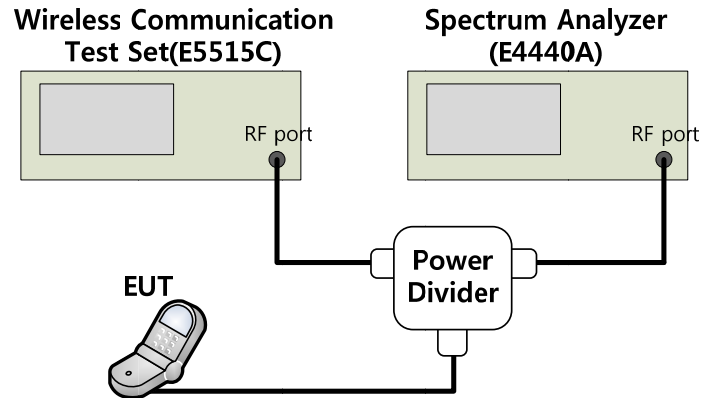 Wireless Communication
Test Set(E5515C)
Spectrum Analyzer
(E4440A)
RF port
RF port
Power
Divider
EUT